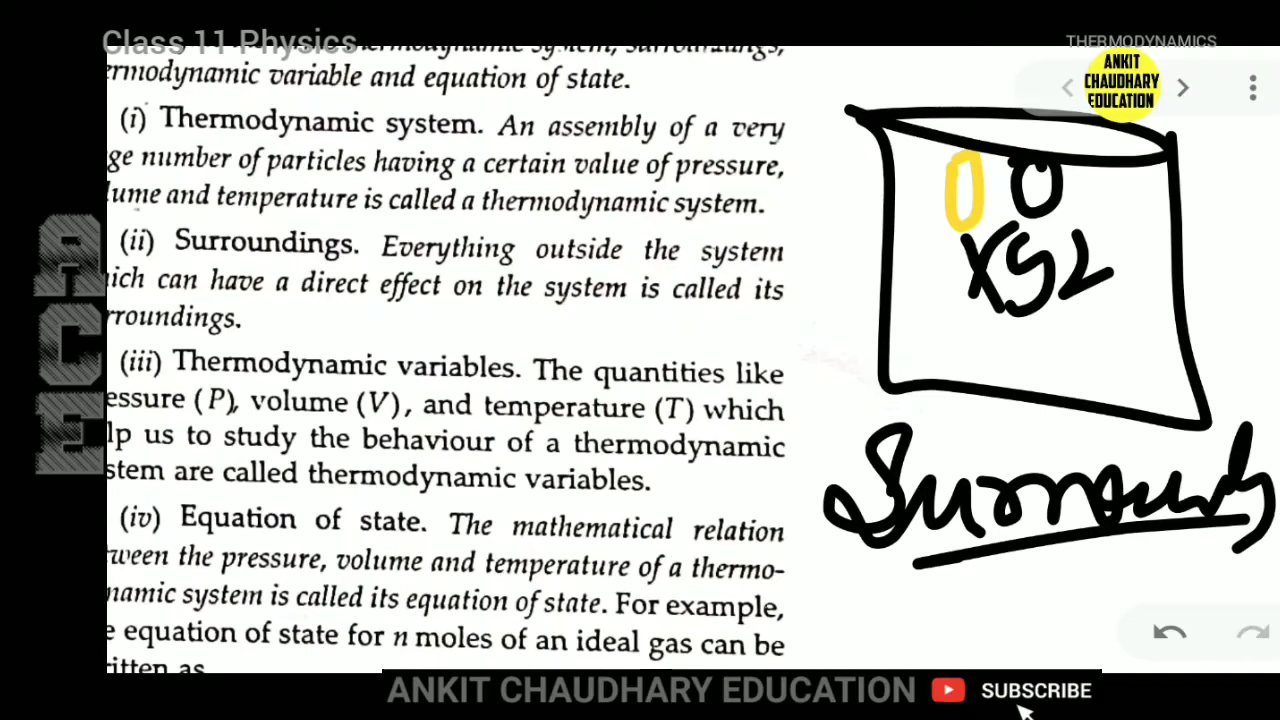 Class 11 Physics
THERMODYNAMICS
ANKIT
CHAUDHARY
EDUCATION
ermodynamic variable and equation of state.
(i) Thermodynamic system. An assembly of a very
ge number of particles having a certain value of pressure,
lume and temperature is called a thermodynamic system.
(ii) Surroundings. Everything outside the system
ich can have a direct effect on the system is called its
rroundings.
(iii) Thermodynamic variables. The quantities like
essure (P), volume (V), and temperature (T) which
lp us to study the behaviour of a thermodynamic
stem are called thermodynamic variables.
(iv) Equation of state. The mathematical relation
tween the pressure, volume and temperature of a thermo-
namic system is called its equation of state. For example,
e equation of state for n moles of an ideal gas can be
ritten as
ACE
ANKIT CHAUDHARY EDUCATION
SUBSCRIBE